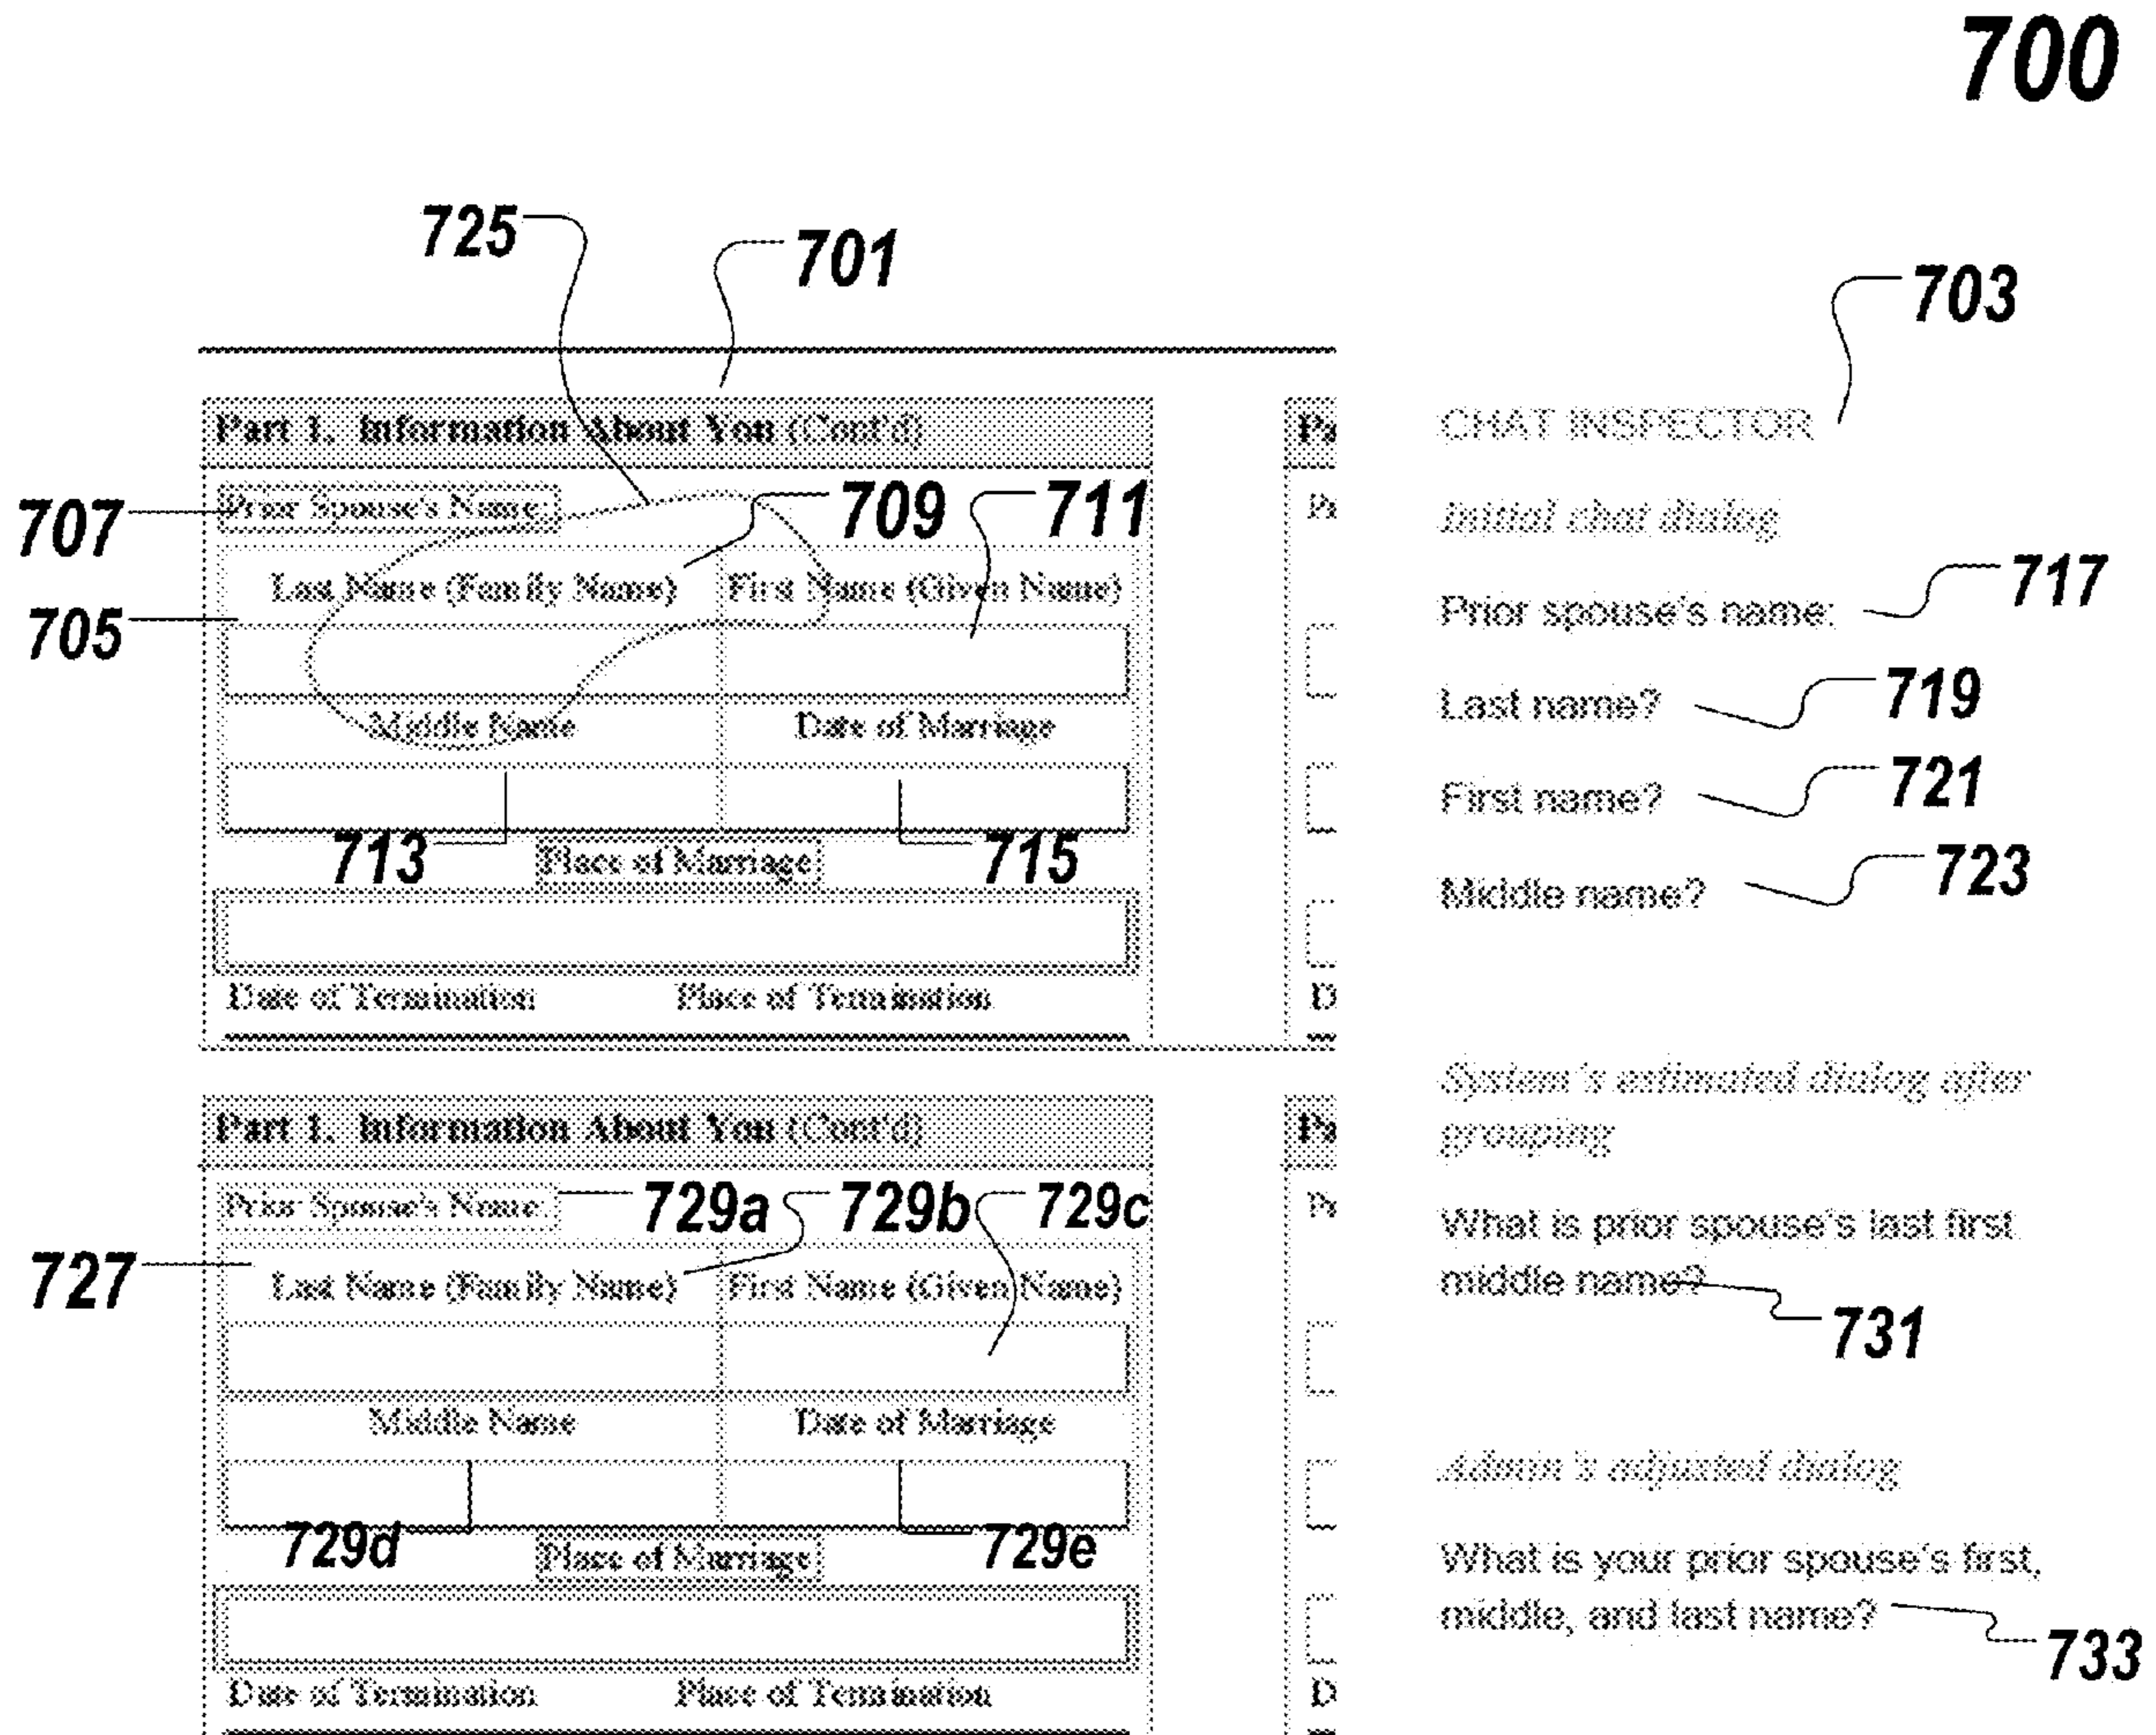 700
725
701
703
Part 1. Information About You (Cont'd)
Pa
CHAT INSPECTOR
707
Prior Spouse's Name
709
711
Pr
Initial chat dialog
705
Last Name (Family Name)
First Name (Given Name)
Prior spouse's name:
717
Last name?
719
Middle Name
Date of Marriage
First name?
721
713
Place of Marriage
715
Middle name?
723
Date of Termination
Place of Termination
D
System's estimated dialog after
grouping
Part 1. Information About You (Cont'd)
Pa
Prior Spouse's Name
729a
729b
729c
Pr
What is prior spouse's last first
middle name?
731
727
Last Name (Family Name)
First Name (Given Name)
Middle Name
Date of Marriage
Admin's adjusted dialog
729d
Place of Marriage
729e
What is your prior spouse's first,
middle, and last name?
733
Date of Termination
Place of Termination
D